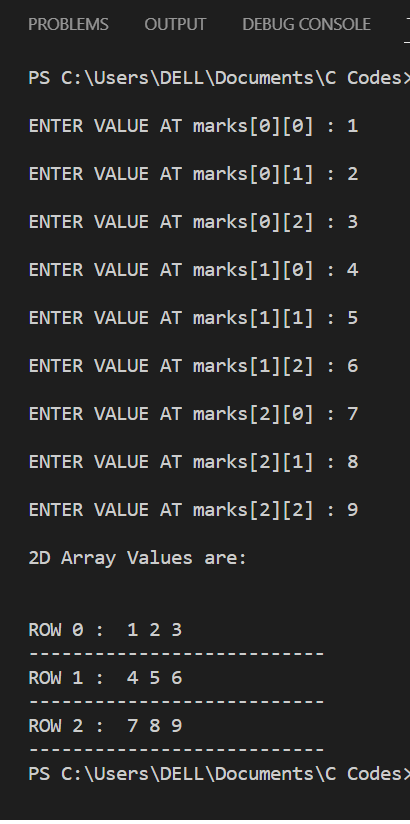 PROBLEMS OUTPUT DEBUG CONSOLE
PS C:\Users\DELL\Documents\C Codes>
ENTER VALUE AT marks[0][0] : 1
ENTER VALUE AT marks[0][1] : 2
ENTER VALUE AT marks[0][2] : 3
ENTER VALUE AT marks[1][0] : 4
ENTER VALUE AT marks[1][1] : 5
ENTER VALUE AT marks[1][2] : 6
ENTER VALUE AT marks[2][0] : 7
ENTER VALUE AT marks[2][1] : 8
ENTER VALUE AT marks[2][2] : 9
2D Array Values are:
ROW 0 :  1 2 3
---------------------------
ROW 1 :  4 5 6
---------------------------
ROW 2 :  7 8 9
---------------------------
PS C:\Users\DELL\Documents\C Codes>